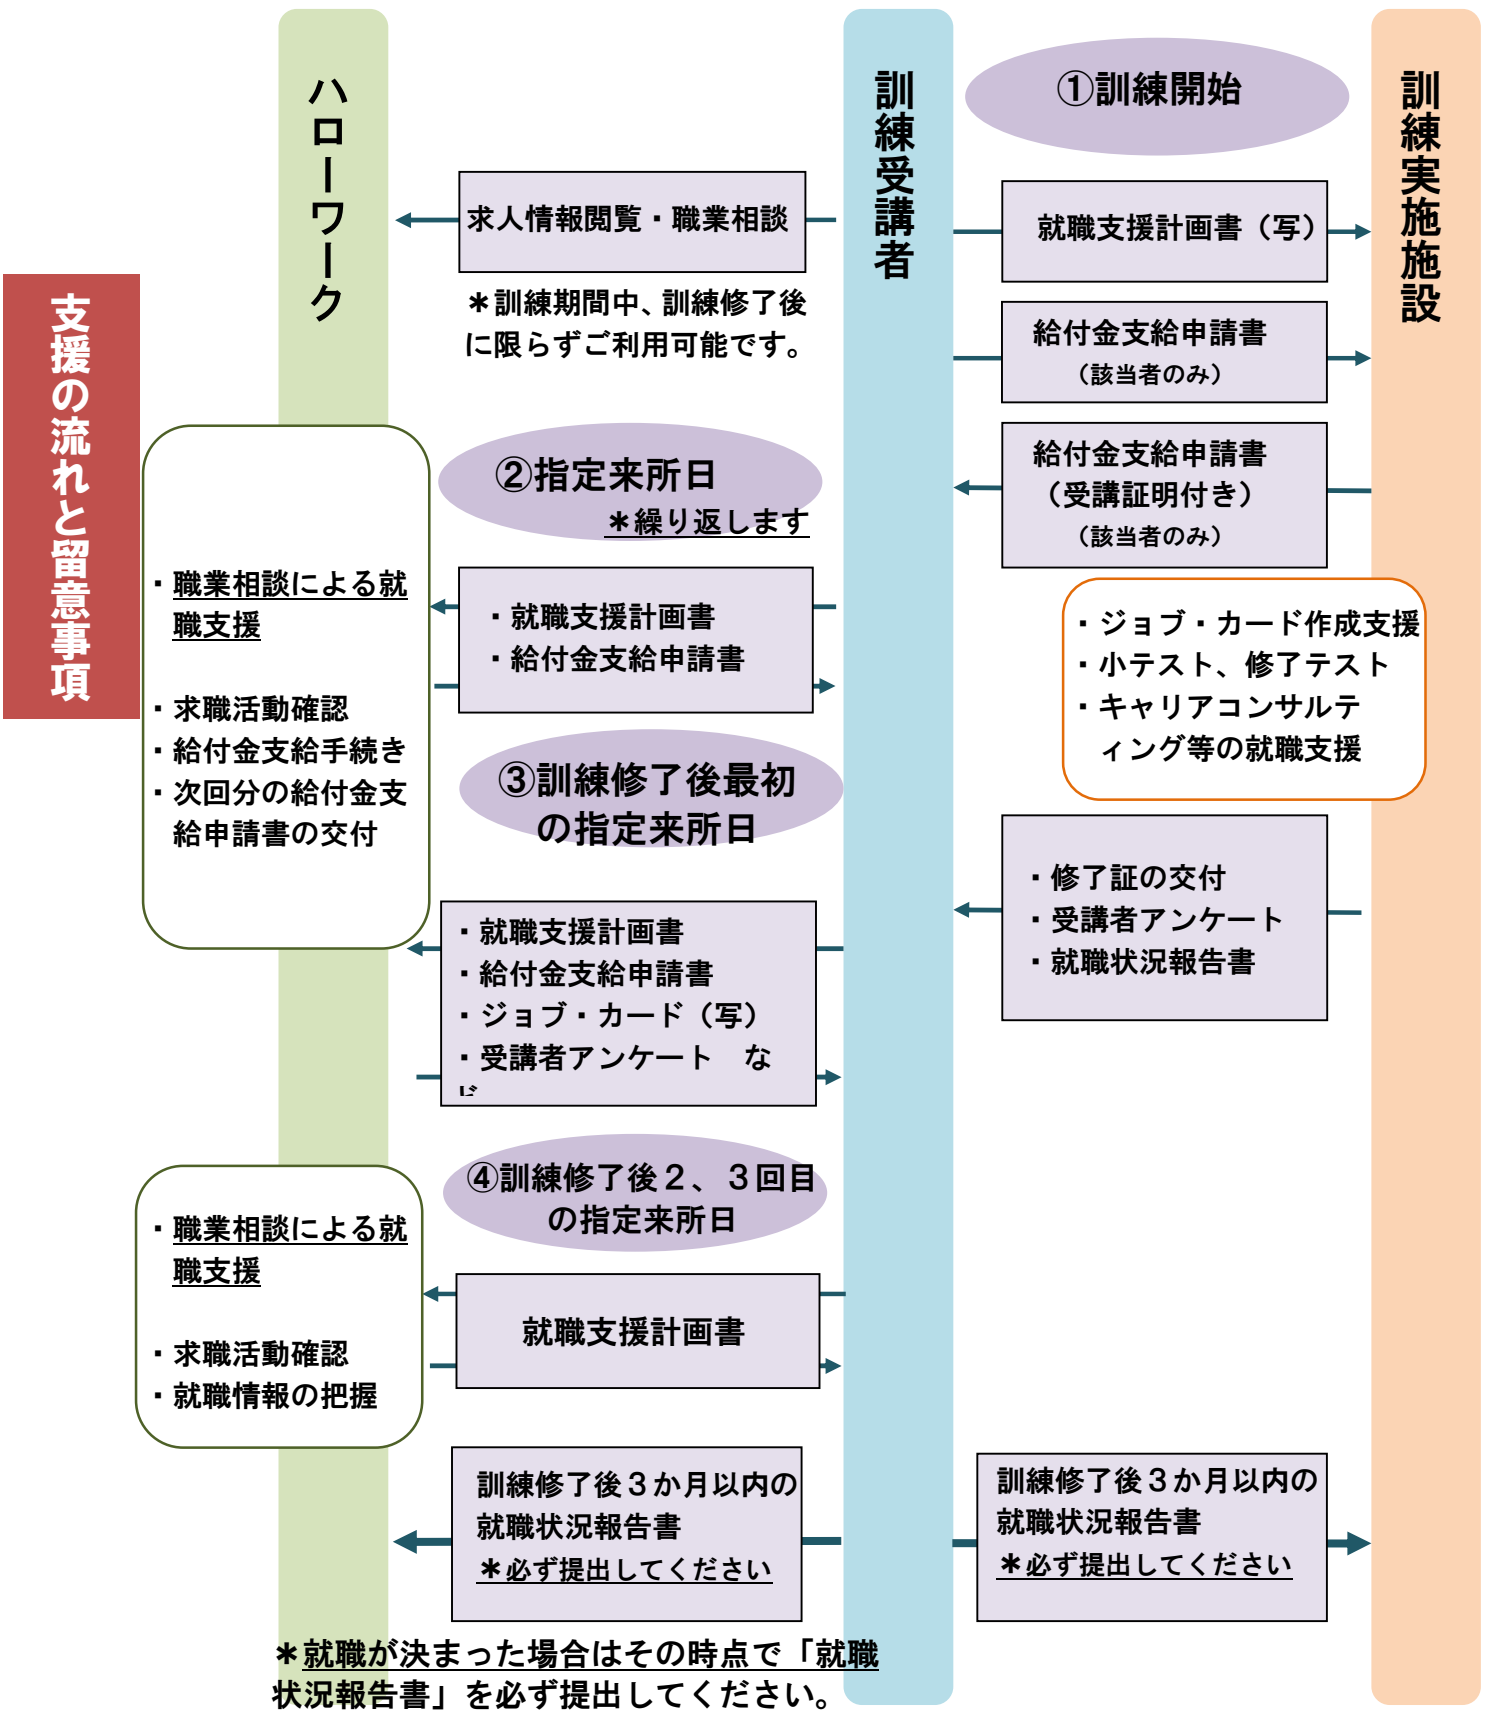 支援の流れと留意事項
ハローワーク
訓練受講者
訓練実施施設
①訓練開始
求人情報閲覧・職業相談
＊訓練期間中、訓練修了後
に限らずご利用可能です。
就職支援計画書（写）
給付金支給申請書
（該当者のみ）
給付金支給申請書
（受講証明付き）
（該当者のみ）
②指定来所日
＊繰り返します
・職業相談による就
職支援
・求職活動確認
・給付金支給手続き
・次回分の給付金支
給申請書の交付
・就職支援計画書
・給付金支給申請書
・ジョブ・カード作成支援
・小テスト、修了テスト
・キャリアコンサルテ
ィング等の就職支援
③訓練修了後最初
の指定来所日
・修了証の交付
・受講者アンケート
・就職状況報告書
・就職支援計画書
・給付金支給申請書
・ジョブ・カード（写）
・受講者アンケート　な
ど
④訓練修了後２、３回目
の指定来所日
・職業相談による就
職支援
・求職活動確認
・就職情報の把握
就職支援計画書
訓練修了後３か月以内の
就職状況報告書
＊必ず提出してください
訓練修了後３か月以内の
就職状況報告書
＊必ず提出してください
＊就職が決まった場合はその時点で「就職
状況報告書」を必ず提出してください。